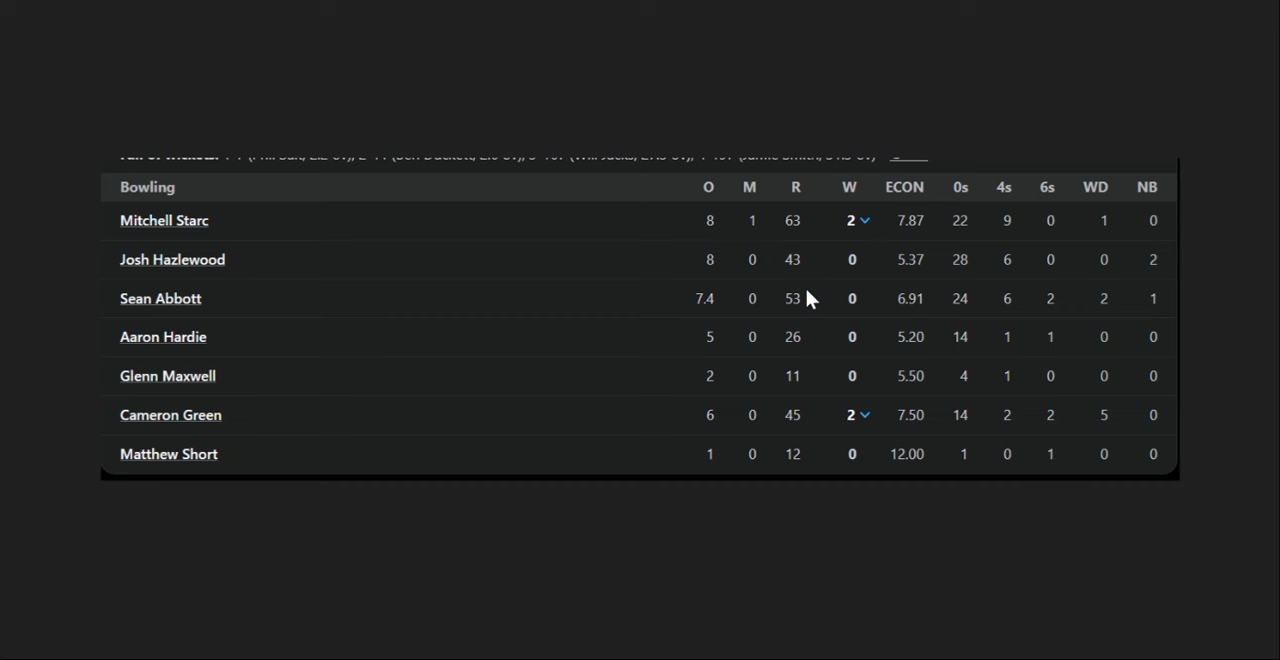 Bowling O M R W ECON 0s 4s 6s WD NB
Mitchell Starc 8 1 63 2 7.87 22 9 0 1 0
Josh Hazlewood 8 0 43 0 5.37 28 6 0 0 2
Sean Abbott 7.4 0 53 0 6.91 24 6 2 2 1
Aaron Hardie 5 0 26 0 5.20 14 1 1 0 0
Glenn Maxwell 2 0 11 0 5.50 4 1 0 0 0
Cameron Green 6 0 45 2 7.50 14 2 2 5 0
Matthew Short 1 0 12 0 12.00 1 0 1 0 0